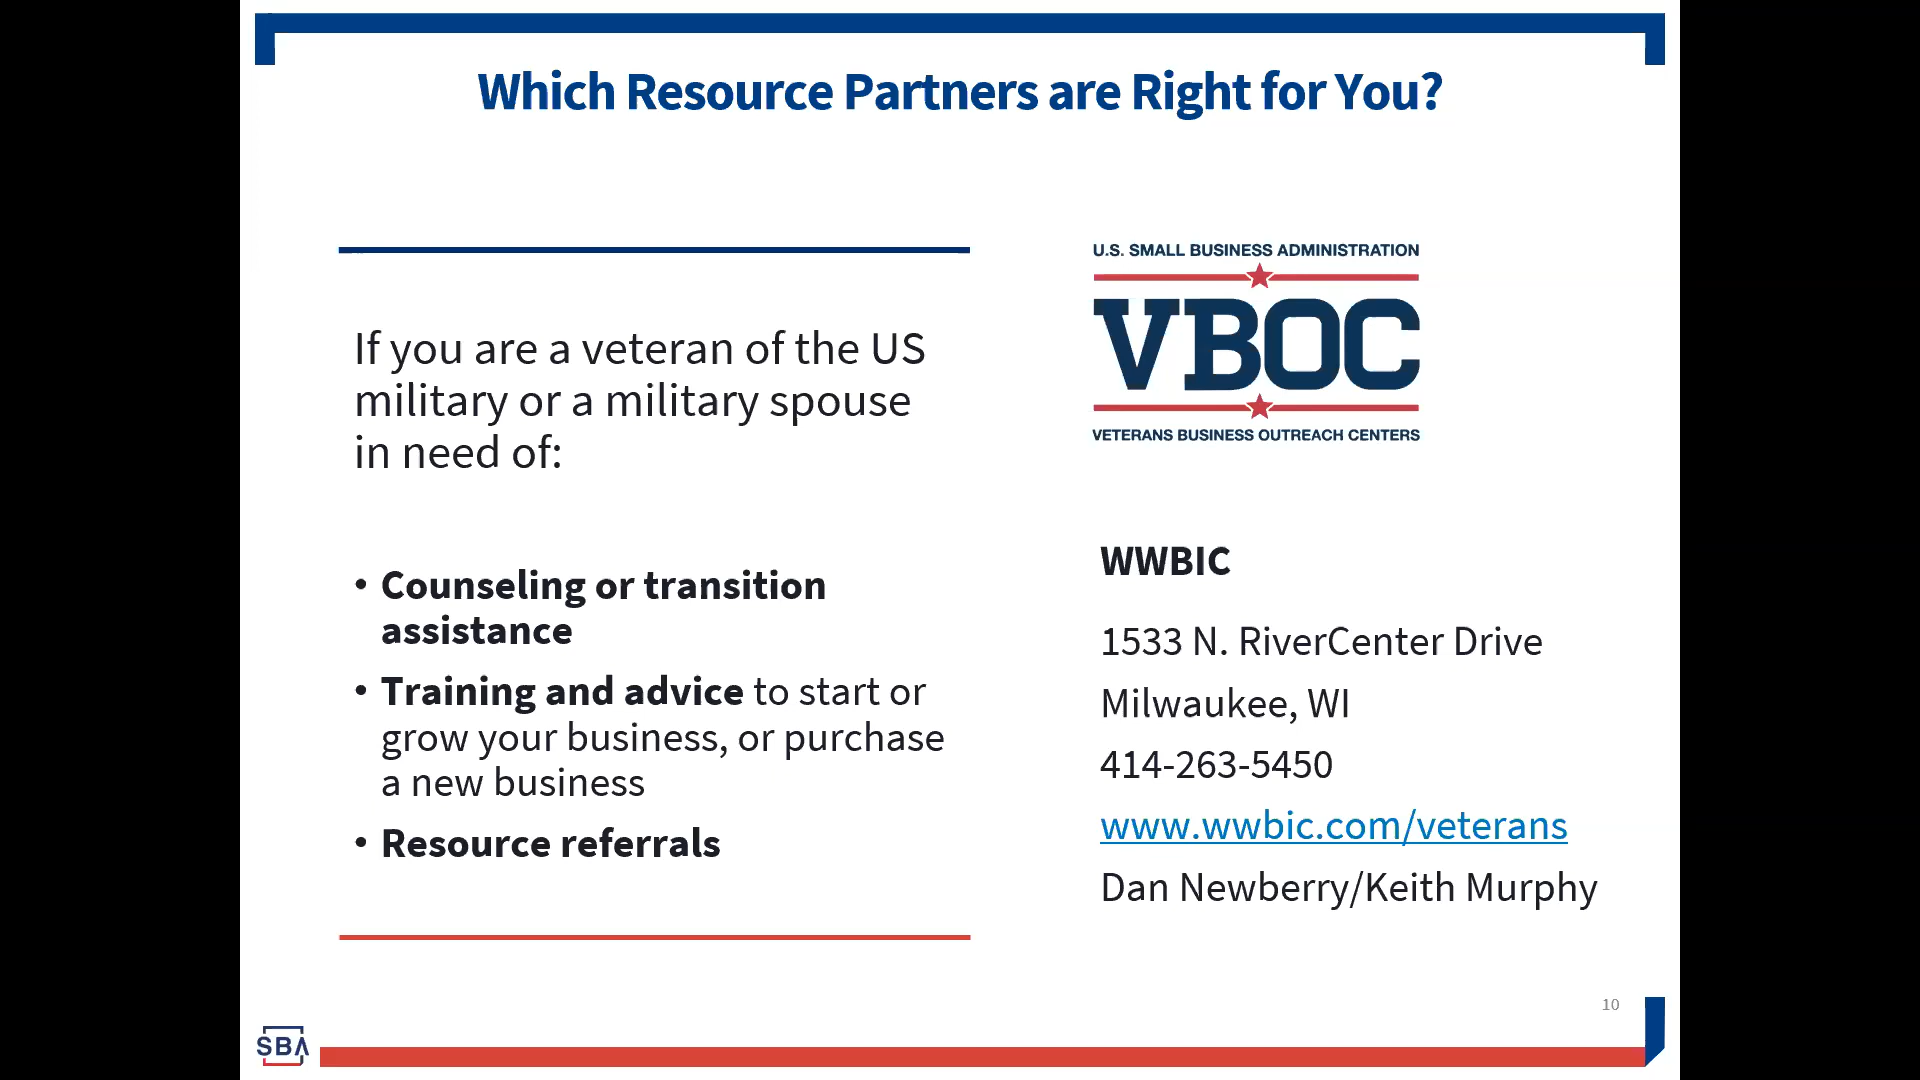 Which Resource Partners are Right for You?
If you are a veteran of the US
military or a military spouse
in need of:
• Counseling or transition
assistance
• Training and advice to start or
grow your business, or purchase
a new business
• Resource referrals
U.S. SMALL BUSINESS ADMINISTRATION
VBOC
VETERANS BUSINESS OUTREACH CENTERS
WWBIC
1533 N. RiverCenter Drive
Milwaukee, WI
414-263-5450
www.wwbic.com/veterans
Dan Newberry/Keith Murphy
10
SBA